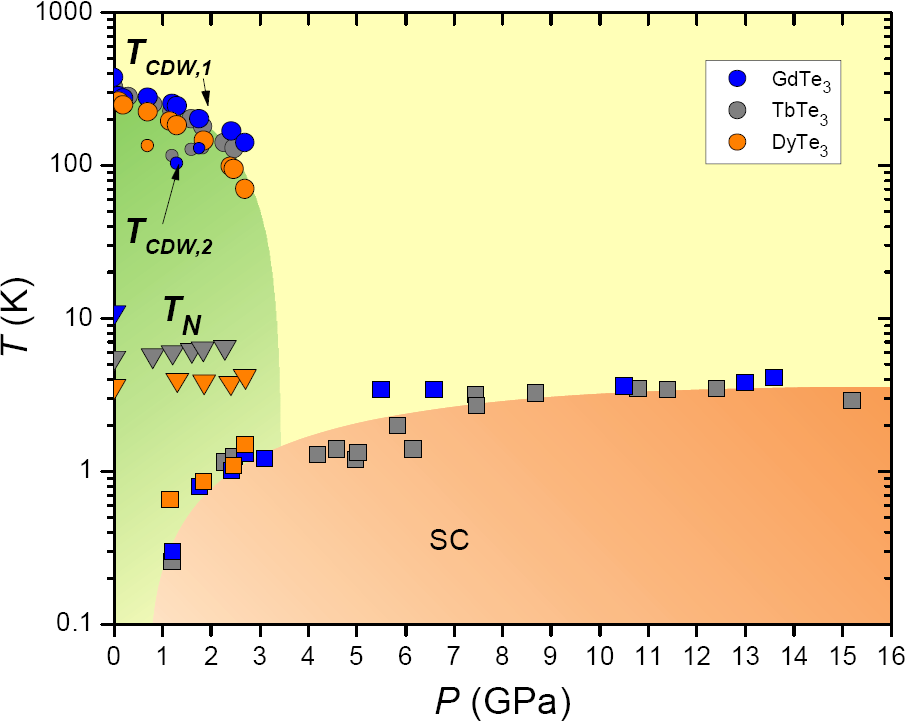 1000
T_CDW,1
GdTe₃
TbTe₃
DyTe₃
100
T_CDW,2
T (K)
10
T_N
1
SC
0.1
0 1 2 3 4 5 6 7 8 9 10 11 12 13 14 15 16
P (GPa)